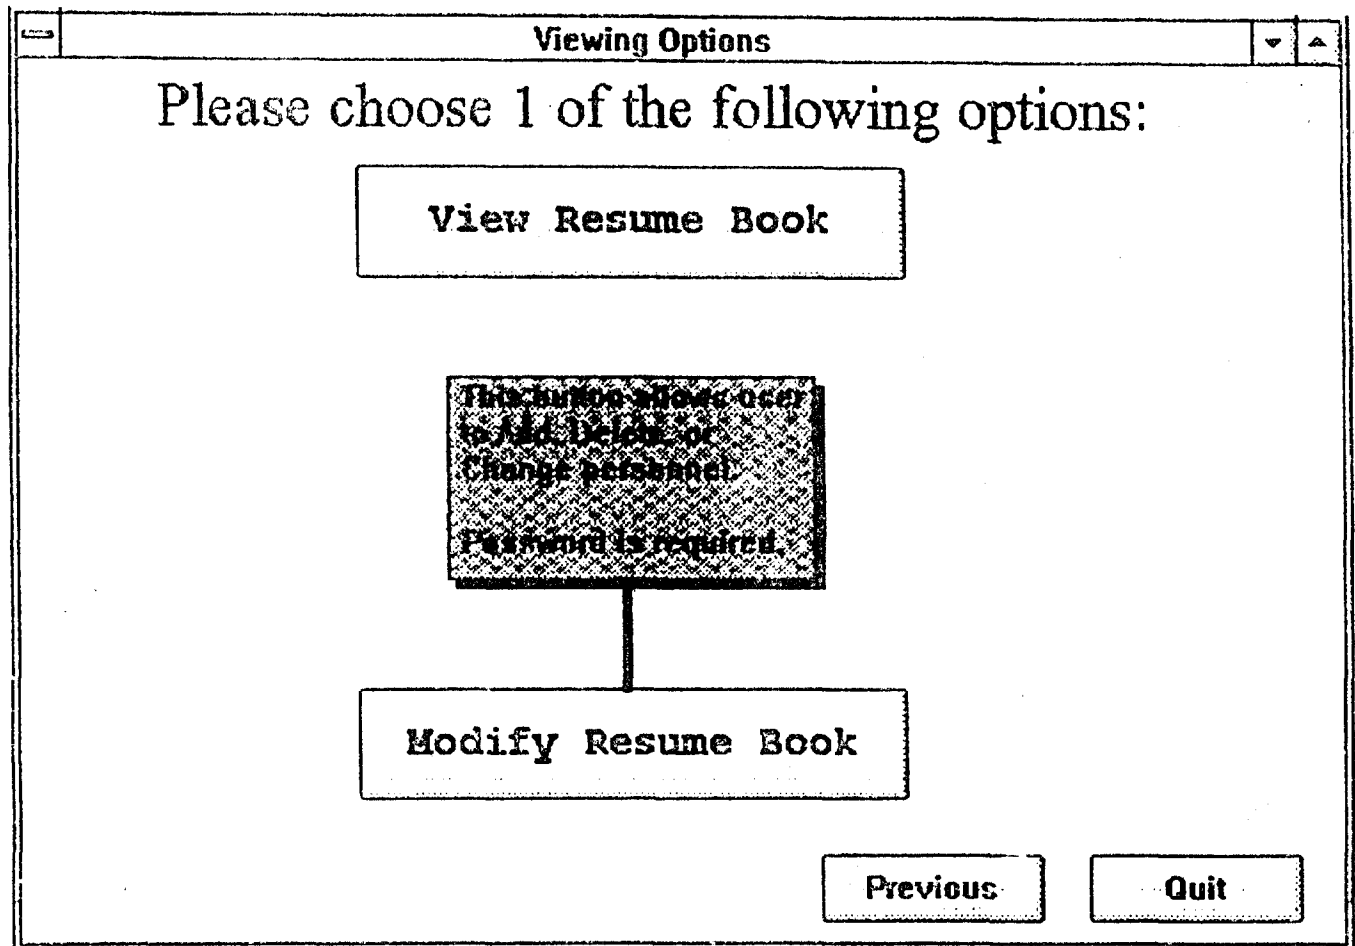 Viewing Options
Please choose 1 of the following options:
View Resume Book
This button allows user
to Add, Delete, or
Change personnel.
Password is required.
Modify Resume Book
Previous
Quit